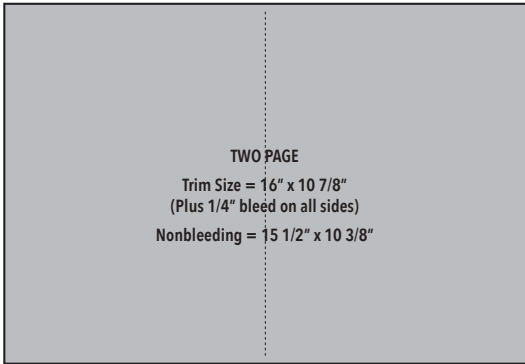 TWO PAGE
Trim Size = 16" x 10 7/8"
(Plus 1/4" bleed on all sides)
Nonbleeding = 15 1/2" x 10 3/8"